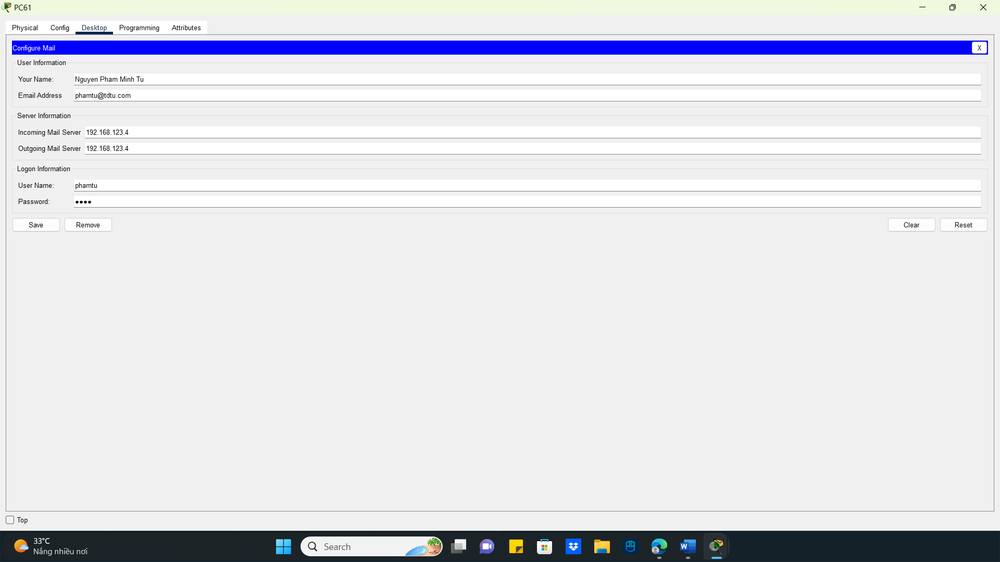 PC61
Physical Config Desktop Programming Attributes
Configure Mail X
User Information
Your Name: Nguyen Pham Minh Tu
Email Address phamtu@tdtu.com
Server Information
Incoming Mail Server 192.168.123.4
Outgoing Mail Server 192.168.123.4
Logon Information
User Name: phamtu
Password: ●●●●
Save Remove Clear Reset
Top
33°C
Nắng nhiều nơi
Search
W